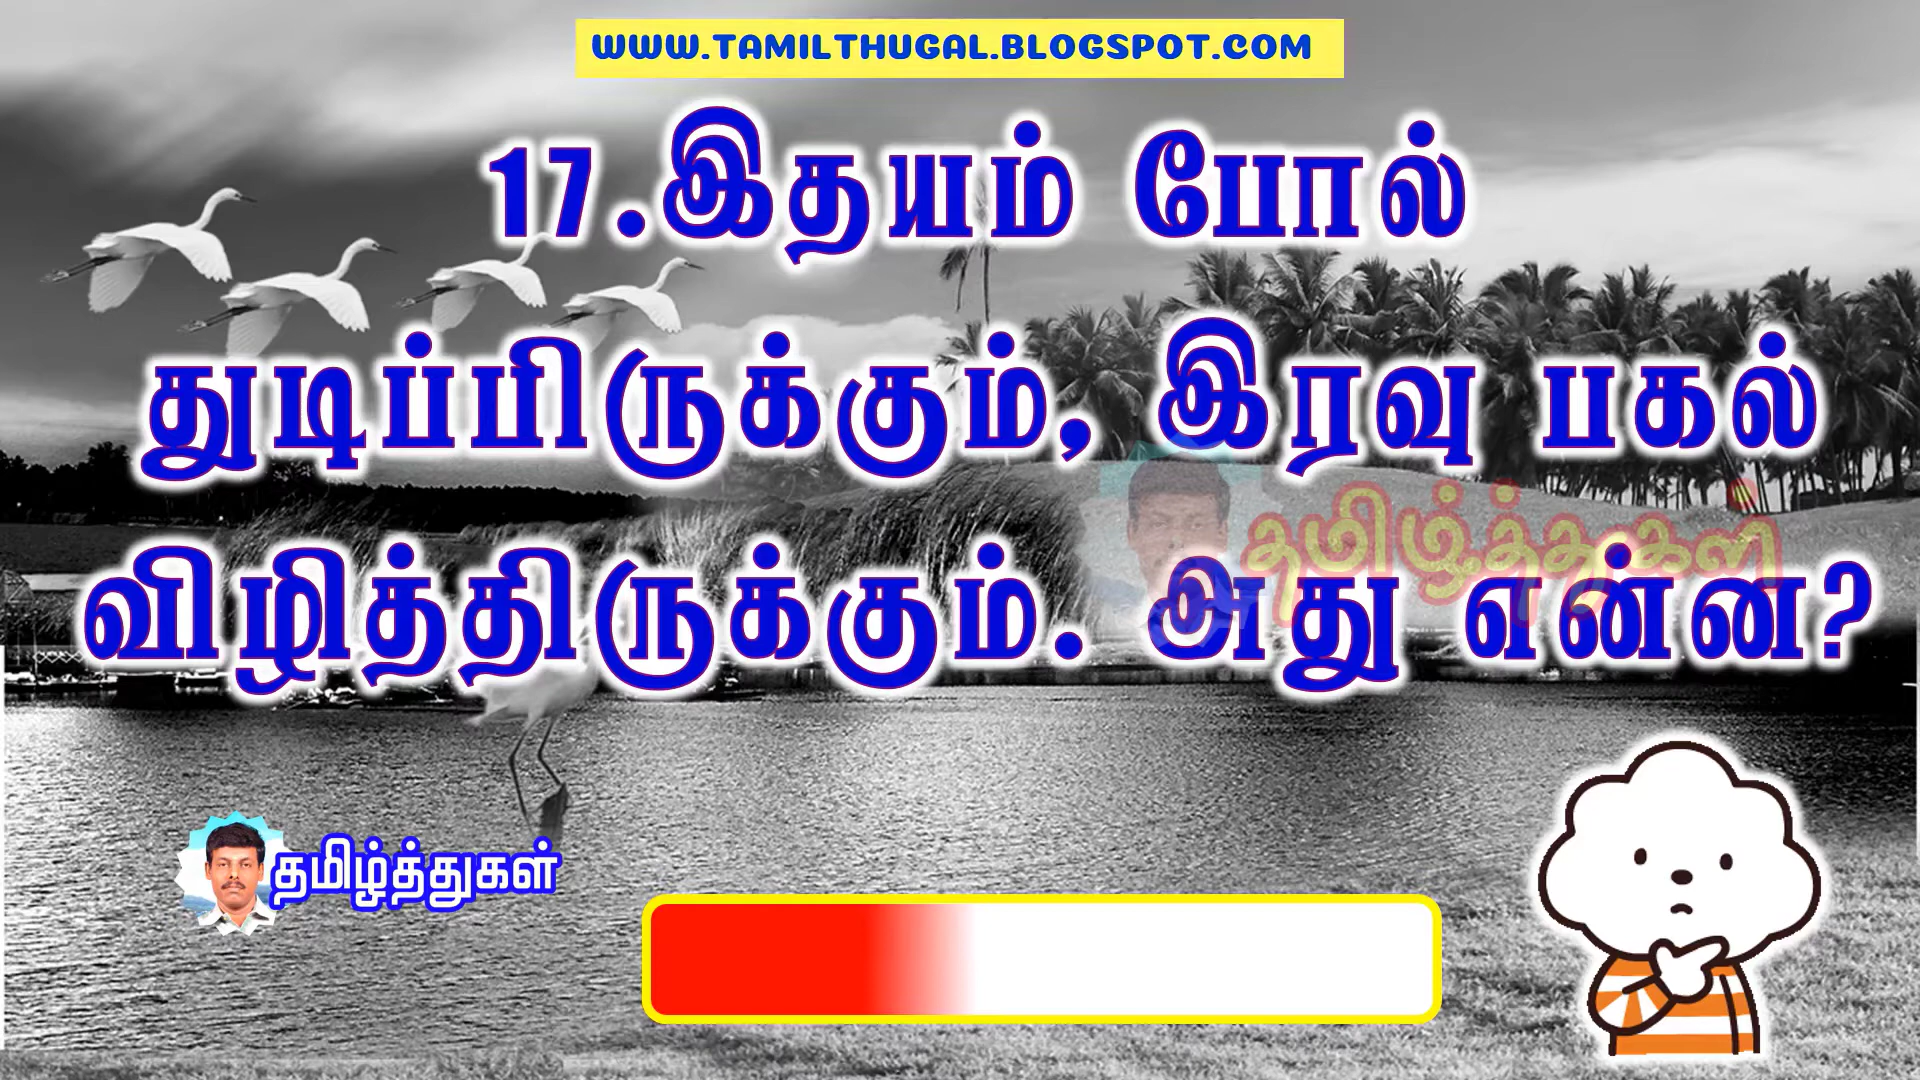 WWW.TAMILTHUGAL.BLOGSPOT.COM
17.இதயம் போல்
துடிப்பிருக்கும், இரவு பகல்
விழித்திருக்கும். அது என்ன?
தமிழ்த்துகள்
தமிழ்த்துகள்